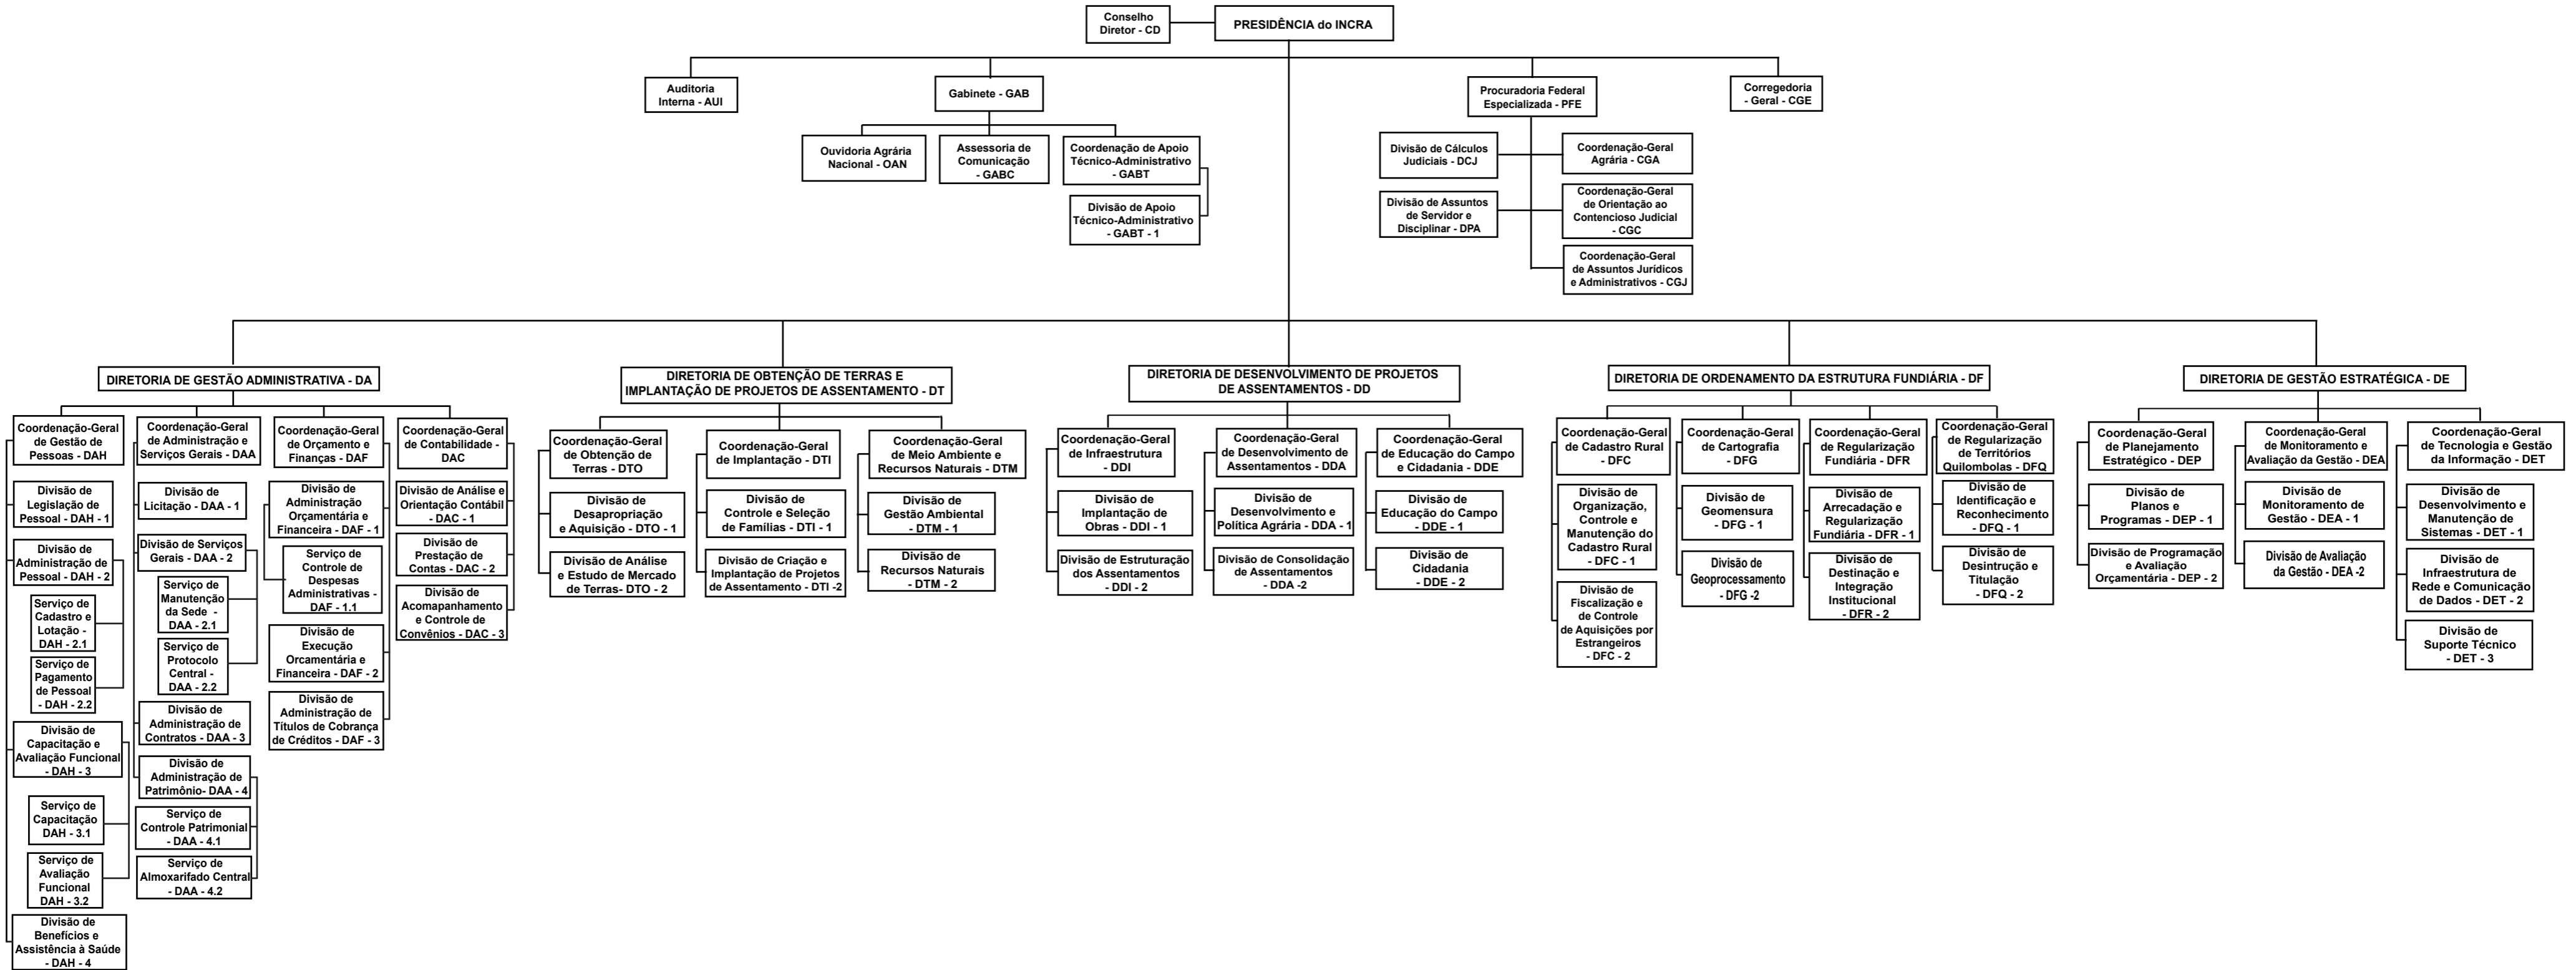 Conselho
Diretor - CD
PRESIDÊNCIA do INCRA
Auditoria
Interna - AUI
Gabinete - GAB
Procuradoria Federal
Especializada - PFE
Corregedoria
- Geral - CGE
Ouvidoria Agrária
Nacional - OAN
Assessoria de
Comunicação
- GABC
Coordenação de Apoio
Técnico-Administrativo
- GABT
Divisão de Apoio
Técnico-Administrativo
- GABT - 1
Divisão de Cálculos
Judiciais - DCJ
Coordenação-Geral
Agrária - CGA
Divisão de Assuntos
de Servidor e
Disciplinar - DPA
Coordenação-Geral
de Orientação ao
Contencioso Judicial
- CGC
Coordenação-Geral
de Assuntos Jurídicos
e Administrativos - CGJ
DIRETORIA DE GESTÃO ADMINISTRATIVA - DA
Coordenação-Geral
de Gestão de
Pessoas - DAH
Divisão de
Legislação de
Pessoal - DAH - 1
Divisão de
Administração de
Pessoal - DAH - 2
Serviço de
Cadastro e
Lotação -
DAH - 2.1
Serviço de
Pagamento
de Pessoal
- DAH - 2.2
Divisão de
Capacitação e
Avaliação Funcional
- DAH - 3
Serviço de
Capacitação
DAH - 3.1
Serviço de
Avaliação
Funcional
DAH - 3.2
Divisão de
Benefícios e
Assistência à Saúde
- DAH - 4
Coordenação-Geral
de Administração e
Serviços Gerais - DAA
Divisão de
Licitação - DAA - 1
Divisão de Serviços
Gerais - DAA - 2
Serviço de
Manutenção
da Sede -
DAA - 2.1
Serviço de
Protocolo
Central -
DAA - 2.2
Divisão de
Administração de
Contratos - DAA - 3
Divisão de
Administração de
Patrimônio- DAA - 4
Serviço de
Controle Patrimonial
- DAA - 4.1
Serviço de
Almoxarifado Central
- DAA - 4.2
Coordenação-Geral
de Orçamento e
Finanças - DAF
Divisão de
Administração
Orçamentária e
Financeira - DAF - 1
Serviço de
Controle de
Despesas
Administrativas -
DAF - 1.1
Divisão de
Execução
Orcamentária e
Financeira - DAF - 2
Divisão de
Administração de
Títulos de Cobrança
de Créditos - DAF - 3
Coordenação-Geral
de Contabilidade -
DAC
Divisão de Análise e
Orientação Contábil
- DAC - 1
Divisão de
Prestação de
Contas - DAC - 2
Divisão de
Acomapanhamento
e Controle de
Convênios - DAC - 3
DIRETORIA DE OBTENÇÃO DE TERRAS E
IMPLANTAÇÃO DE PROJETOS DE ASSENTAMENTO - DT
Coordenação-Geral
de Obtenção de
Terras - DTO
Divisão de
Desapropriação
e Aquisição - DTO - 1
Divisão de Análise
e Estudo de Mercado
de Terras- DTO - 2
Coordenação-Geral
de Implantação - DTI
Divisão de
Controle e Seleção
de Famílias - DTI - 1
Divisão de Criação e
Implantação de Projetos
de Assentamento - DTI -2
Coordenação-Geral
de Meio Ambiente e
Recursos Naturais - DTM
Divisão de
Gestão Ambiental
- DTM - 1
Divisão de
Recursos Naturais
- DTM - 2
DIRETORIA DE DESENVOLVIMENTO DE PROJETOS
DE ASSENTAMENTOS - DD
Coordenação-Geral
de Infraestrutura
- DDI
Divisão de
Implantação de
Obras - DDI - 1
Divisão de Estruturação
dos Assentamentos
- DDI - 2
Coordenação-Geral
de Desenvolvimento de
Assentamentos - DDA
Divisão de
Desenvolvimento e
Política Agrária - DDA - 1
Divisão de Consolidação
de Assentamentos
- DDA -2
Coordenação-Geral
de Educação do Campo
e Cidadania - DDE
Divisão de
Educação do Campo
- DDE - 1
Divisão de
Cidadania
- DDE - 2
DIRETORIA DE ORDENAMENTO DA ESTRUTURA FUNDIÁRIA - DF
Coordenação-Geral
de Cadastro Rural
- DFC
Divisão de
Organização,
Controle e
Manutenção do
Cadastro Rural
- DFC - 1
Divisão de
Fiscalização e
de Controle
de Aquisições por
Estrangeiros
- DFC - 2
Coordenação-Geral
de Cartografia
- DFG
Divisão de
Geomensura
- DFG - 1
Divisão de
Geoprocessamento
- DFG -2
Coordenação-Geral
de Regularização
Fundiária - DFR
Divisão de
Arrecadação e
Regularização
Fundiária - DFR - 1
Divisão de
Destinação e
Integração
Institucional
- DFR - 2
Coordenação-Geral
de Regularização
de Territórios
Quilombolas - DFQ
Divisão de
Identificação e
Reconhecimento
- DFQ - 1
Divisão de
Desintrução e
Titulação
- DFQ - 2
DIRETORIA DE GESTÃO ESTRATÉGICA - DE
Coordenação-Geral
de Planejamento
Estratégico - DEP
Divisão de
Planos e
Programas - DEP - 1
Divisão de Programação
e Avaliação
Orçamentária - DEP - 2
Coordenação-Geral
de Monitoramento e
Avaliação da Gestão - DEA
Divisão de
Monitoramento de
Gestão - DEA - 1
Divisão de Avaliação
da Gestão - DEA -2
Coordenação-Geral
de Tecnologia e Gestão
da Informação - DET
Divisão de
Desenvolvimento e
Manutenção de
Sistemas - DET - 1
Divisão de
Infraestrutura de
Rede e Comunicação
de Dados - DET - 2
Divisão de
Suporte Técnico
- DET - 3